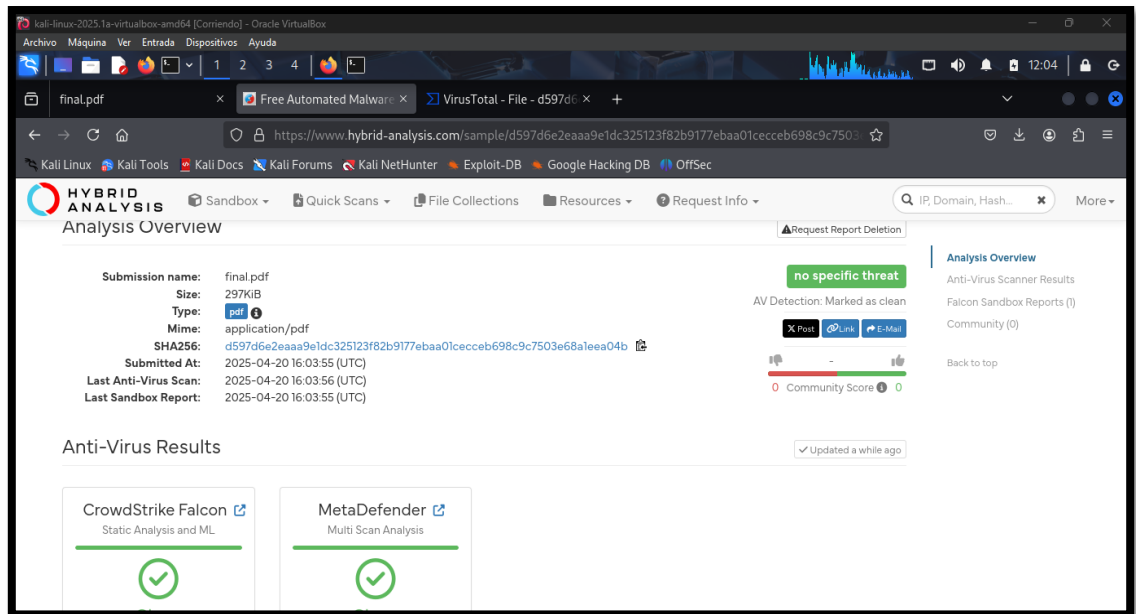 kali-linux-2025.1a-virtualbox-amd64 [Corriendo] - Oracle VirtualBox
Archivo Máquina Ver Entrada Dispositivos Ayuda
1 2 3 4 12:04
final.pdf Free Automated Malware VirusTotal - File - d597d6
https://www.hybrid-analysis.com/sample/d597d6e2eaaa9e1dc325123f82b9177ebaa01cecceb698c9c7503
Kali Linux Kali Tools Kali Docs Kali Forums Kali NetHunter Exploit-DB Google Hacking DB OffSec
HYBRID
ANALYSIS
Sandbox Quick Scans File Collections Resources Request Info IP, Domain, Hash... More
Analysis Overview
Request Report Deletion
Submission name: final.pdf
Size: 297KiB
Type: pdf
Mime: application/pdf
SHA256: d597d6e2eaaa9e1dc325123f82b9177ebaa01cecceb698c9c7503e68a1eea04b
Submitted At: 2025-04-20 16:03:55 (UTC)
Last Anti-Virus Scan: 2025-04-20 16:03:56 (UTC)
Last Sandbox Report: 2025-04-20 16:03:55 (UTC)
no specific threat
AV Detection: Marked as clean
X Post Link E-Mail
-
0 Community Score 0
Analysis Overview
Anti-Virus Scanner Results
Falcon Sandbox Reports (1)
Community (0)
Back to top
Anti-Virus Results
Updated a while ago
CrowdStrike Falcon
Static Analysis and ML
MetaDefender
Multi Scan Analysis